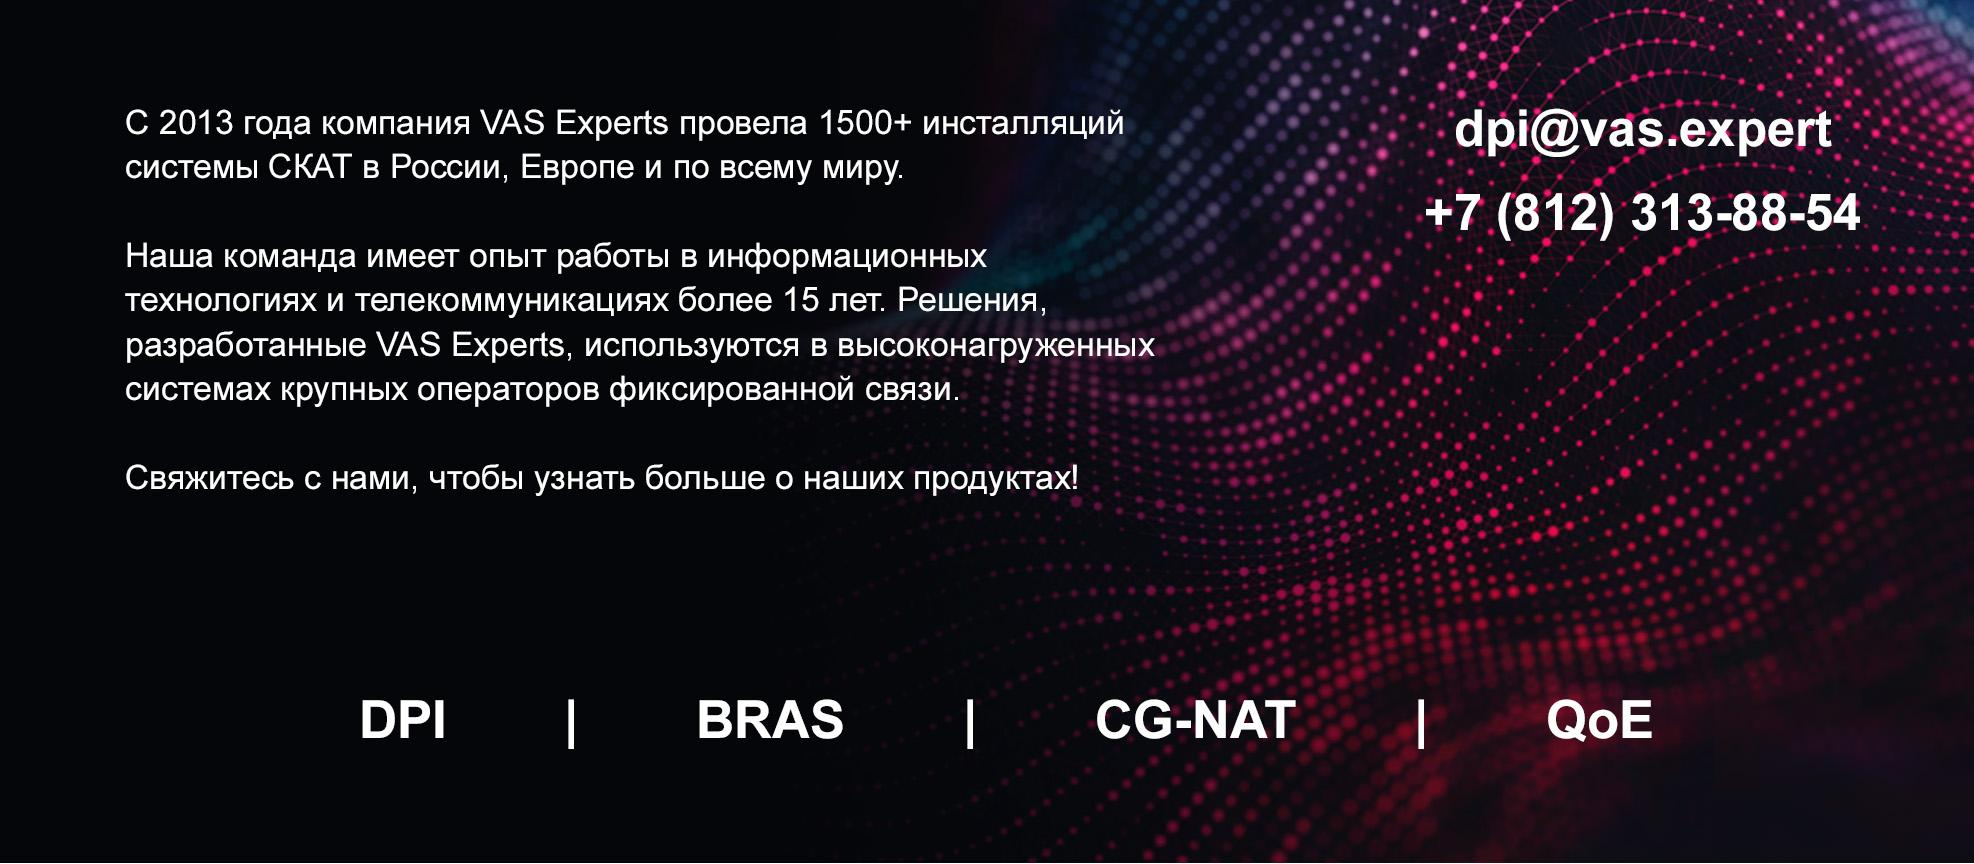 С 2013 года компания VAS Experts провела 1500+ инсталляций
системы СКАТ в России, Европе и по всему миру.
Наша команда имеет опыт работы в информационных
технологиях и телекоммуникациях более 15 лет. Решения,
разработанные VAS Experts, используются в высоконагруженных
системах крупных операторов фиксированной связи.
Свяжитесь с нами, чтобы узнать больше о наших продуктах!
dpi@vas.expert
+7 (812) 313-88-54
DPI | BRAS | CG-NAT | QoE